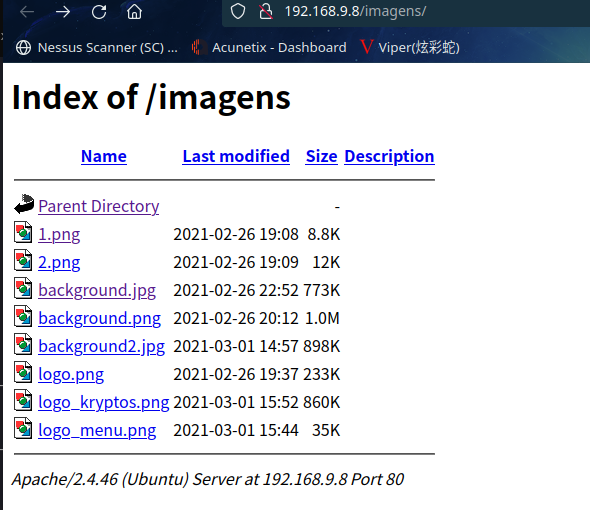 192.168.9.8/imagens/
Nessus Scanner (SC) ... Acunetix - Dashboard Viper(炫彩蛇)
Index of /imagens
Name Last modified Size Description
Parent Directory -
1.png 2021-02-26 19:08 8.8K
2.png 2021-02-26 19:09 12K
background.jpg 2021-02-26 22:52 773K
background.png 2021-02-26 20:12 1.0M
background2.jpg 2021-03-01 14:57 898K
logo.png 2021-02-26 19:37 233K
logo_kryptos.png 2021-03-01 15:52 860K
logo_menu.png 2021-03-01 15:44 35K
Apache/2.4.46 (Ubuntu) Server at 192.168.9.8 Port 80